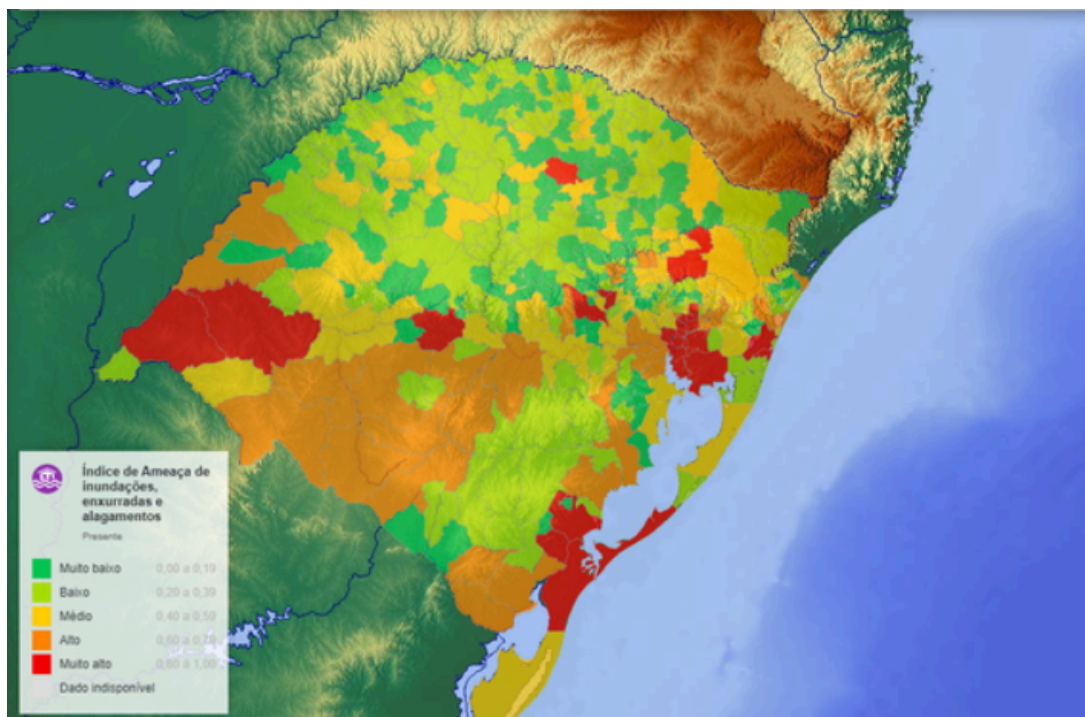 Índice de Ameaça de
inundações,
enxurradas e
alagamentos
Presente
Muito baixo 0,00 a 0,19
Baixo 0,20 a 0,39
Médio 0,40 a 0,59
Alto 0,60 a 0,79
Muito alto 0,80 a 1,00
Dado indisponível